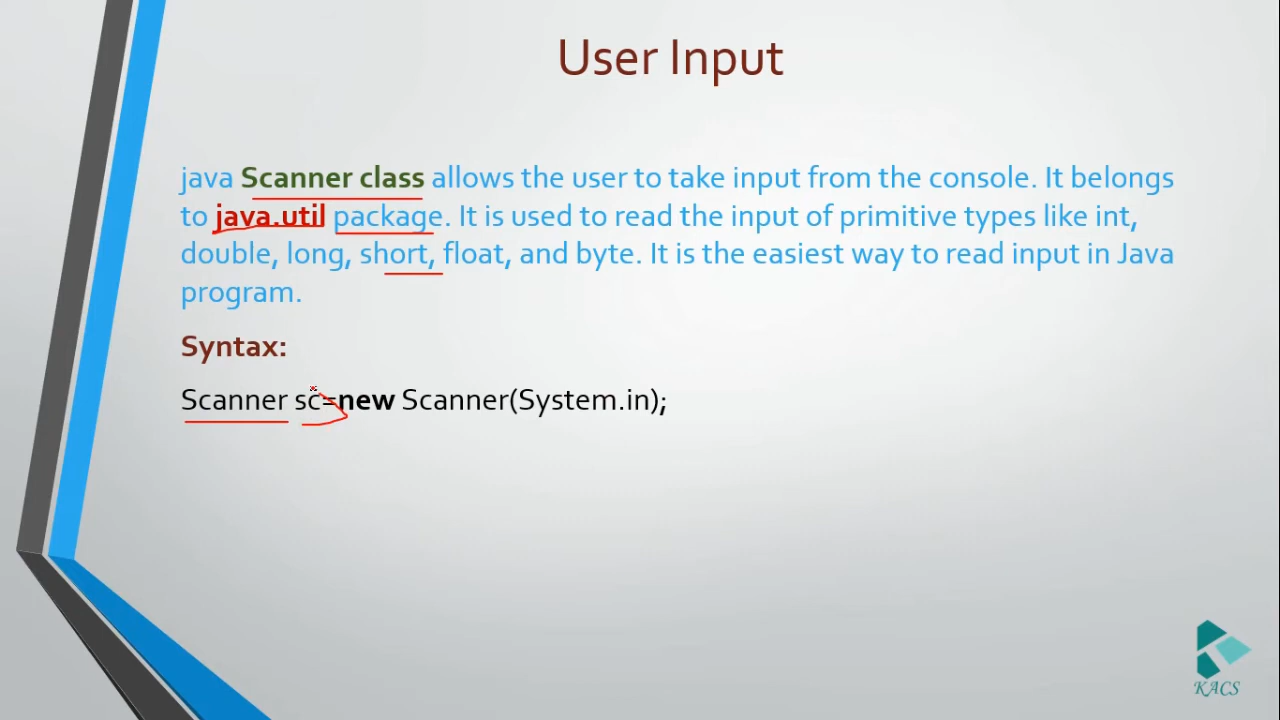 User Input
java Scanner class allows the user to take input from the console. It belongs
to java.util package. It is used to read the input of primitive types like int,
double, long, short, float, and byte. It is the easiest way to read input in Java
program.
Syntax:
Scanner sc=new Scanner(System.in);
KACS